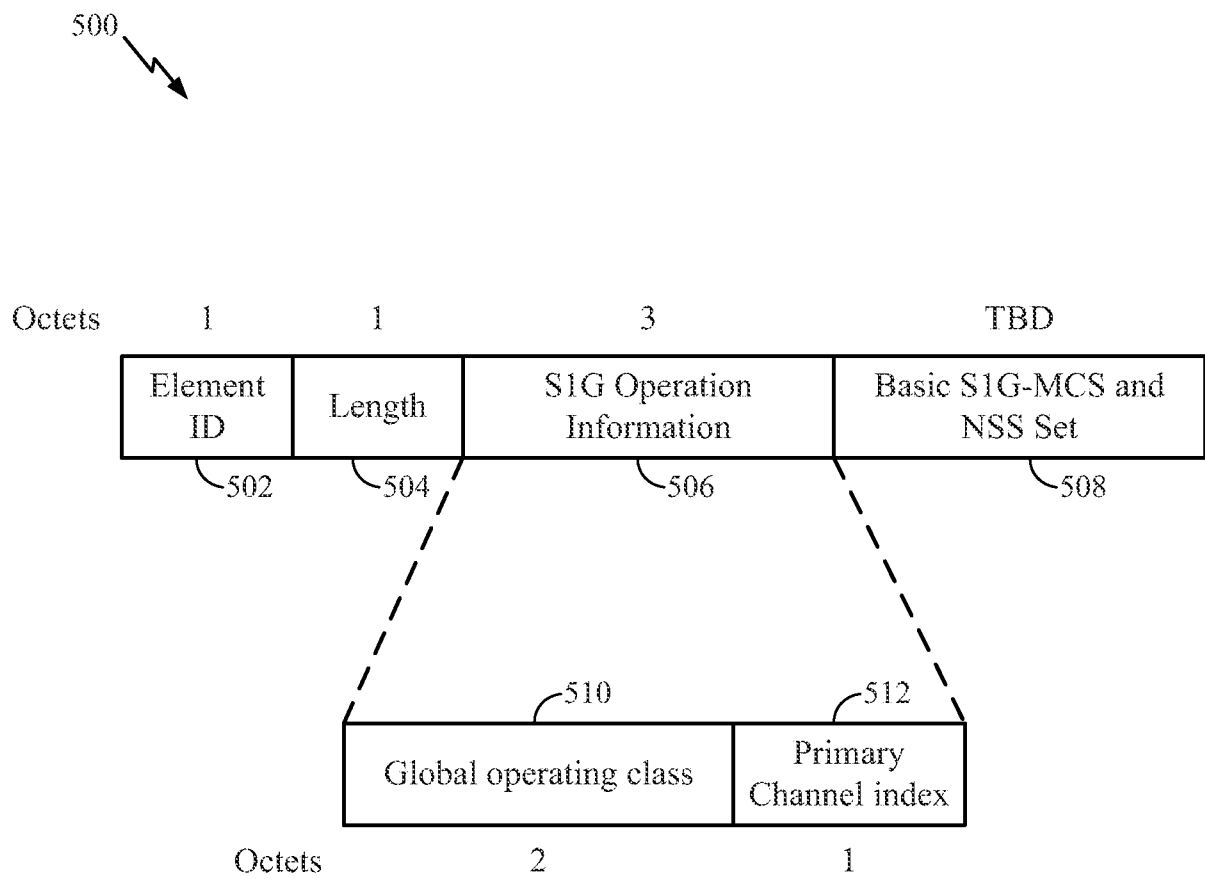 500
Octets 1 1 3 TBD
Element ID
Length
S1G Operation Information
Basic S1G-MCS and NSS Set
502 504 506 508
510 512
Global operating class
Primary Channel index
Octets 2 1